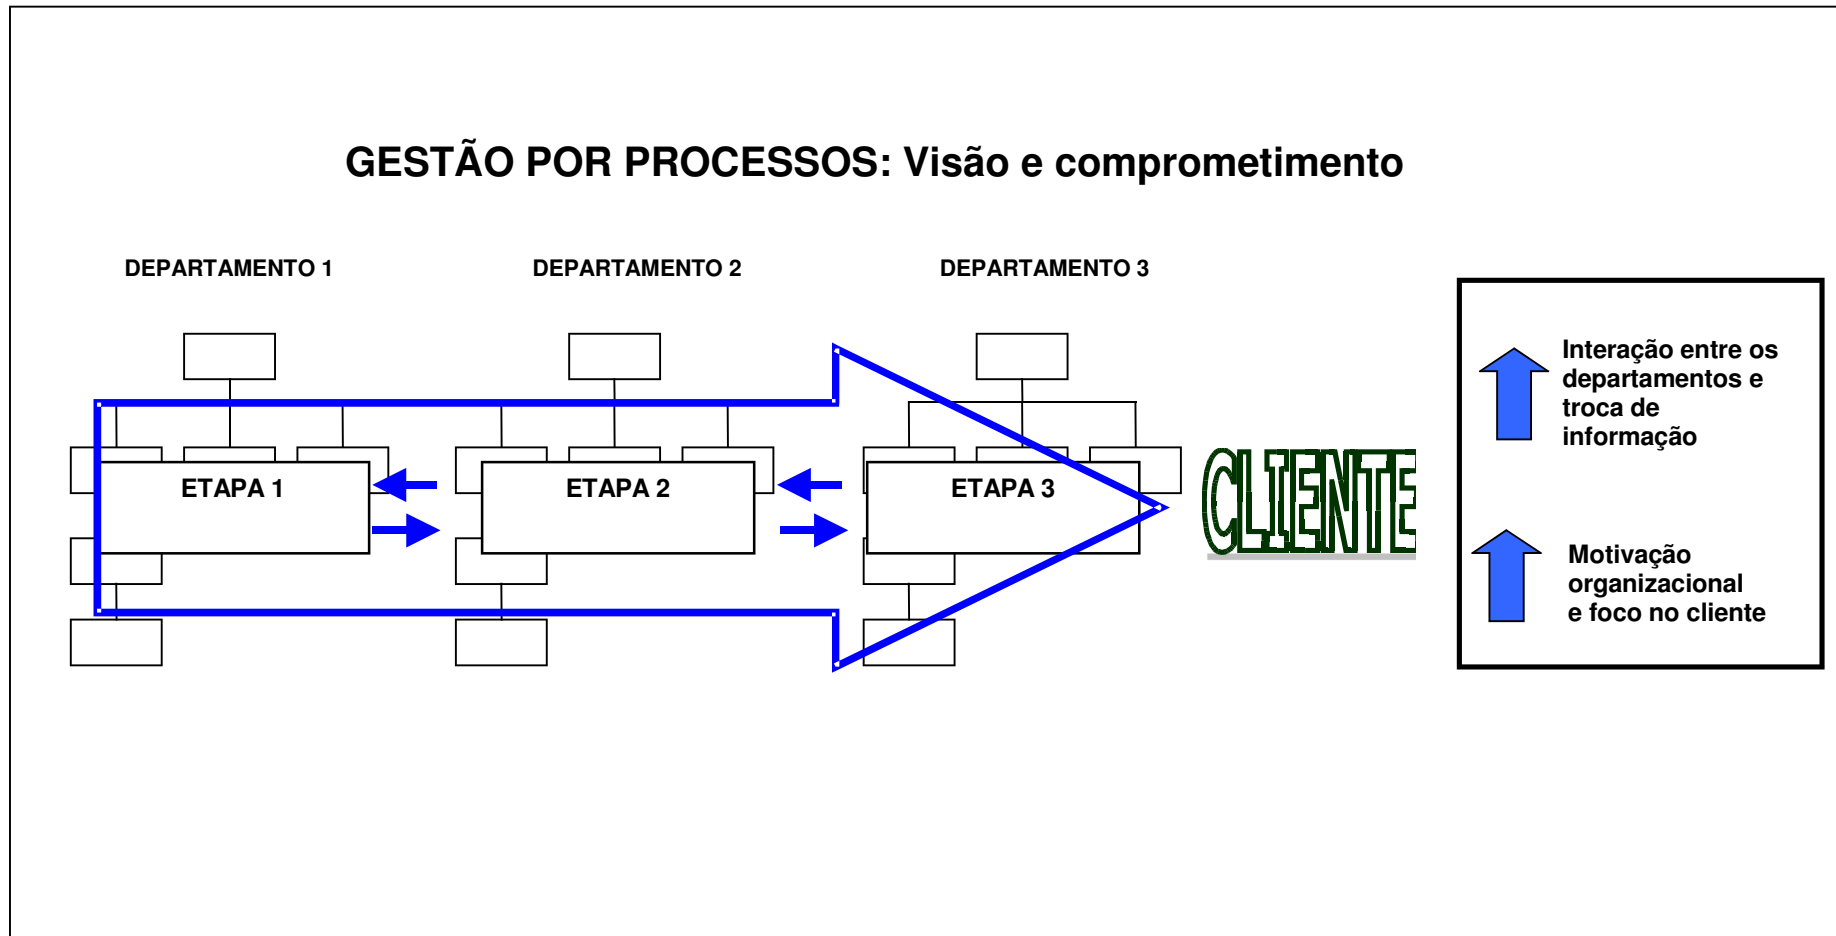 GESTÃO POR PROCESSOS: Visão e comprometimento
DEPARTAMENTO 1
DEPARTAMENTO 2
DEPARTAMENTO 3
ETAPA 1
ETAPA 2
ETAPA 3
CLIENTE
Interação entre os
departamentos e
troca de
informação
Motivação
organizacional
e foco no cliente